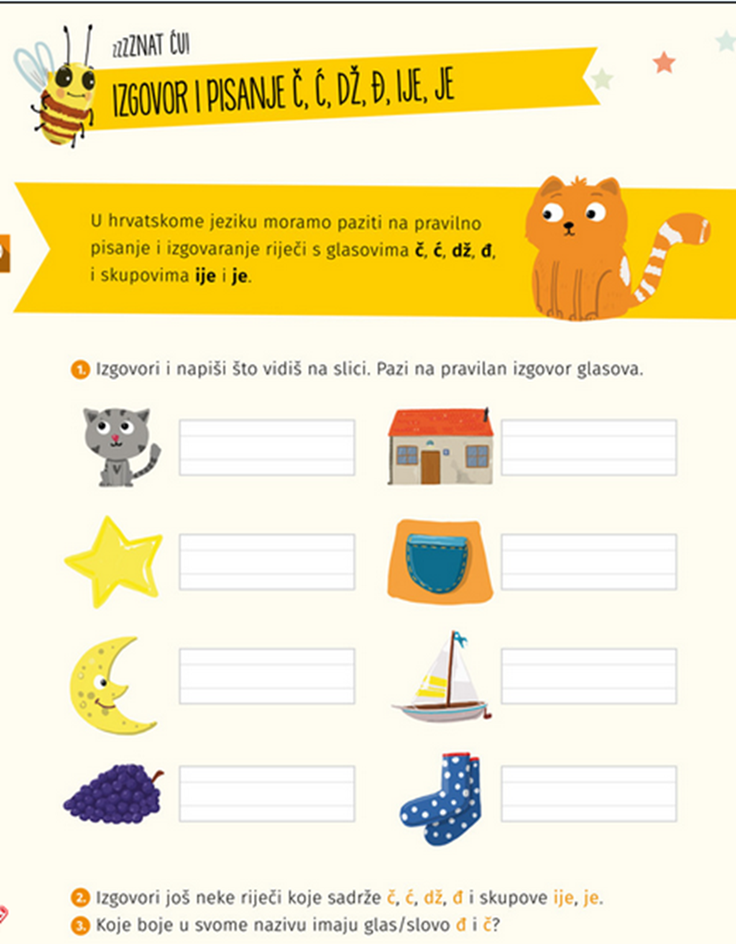 zzzZNAT ĆU!
IZGOVOR I PISANJE Č, Ć, DŽ, Đ, IJE, JE
U hrvatskome jeziku moramo paziti na pravilno
pisanje i izgovaranje riječi s glasovima č, ć, dž, đ,
i skupovima ije i je.
1. Izgovori i napiši što vidiš na slici. Pazi na pravilan izgovor glasova.
2. Izgovori još neke riječi koje sadrže č, ć, dž, đ i skupove ije, je.
3. Koje boje u svome nazivu imaju glas/slovo đ i č?